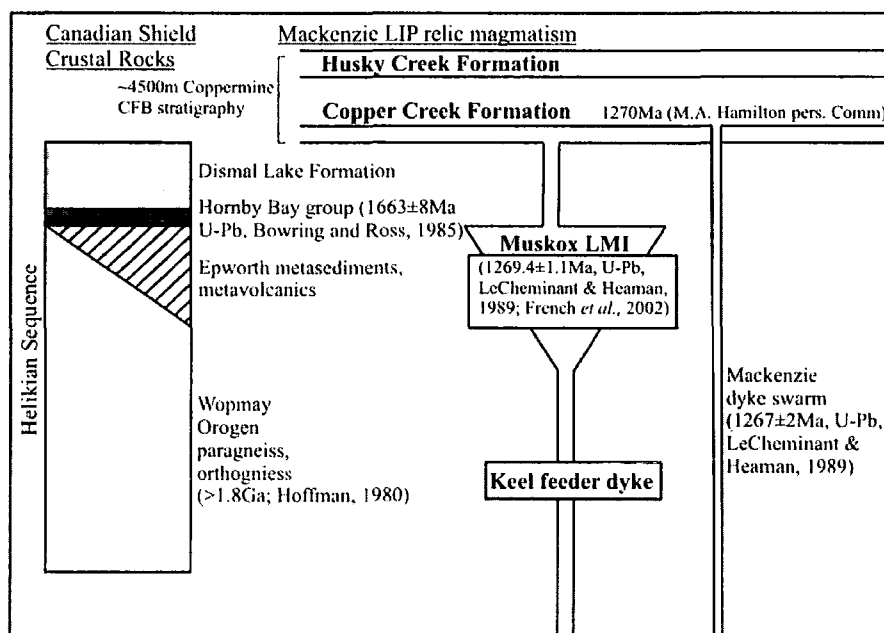 Canadian Shield
Crustal Rocks
Mackenzie LIP relic magmatism
~4500m Coppermine
CFB stratigraphy
Husky Creek Formation
Copper Creek Formation
1270Ma (M.A. Hamilton pers. Comm)
Helikian Sequence
Dismal Lake Formation
Hornby Bay group (1663±8Ma
U-Pb, Bowring and Ross, 1985)
Epworth metasediments,
metavolcanics
Wopmay
Orogen
paragneiss,
orthogniess
(>1.8Ga; Hoffman, 1980)
Muskox LMI
(1269.4±1.1Ma, U-Pb,
LeCheminant & Heaman,
1989; French et al., 2002)
Keel feeder dyke
Mackenzie
dyke swarm
(1267±2Ma, U-Pb,
LeCheminant &
Heaman, 1989)